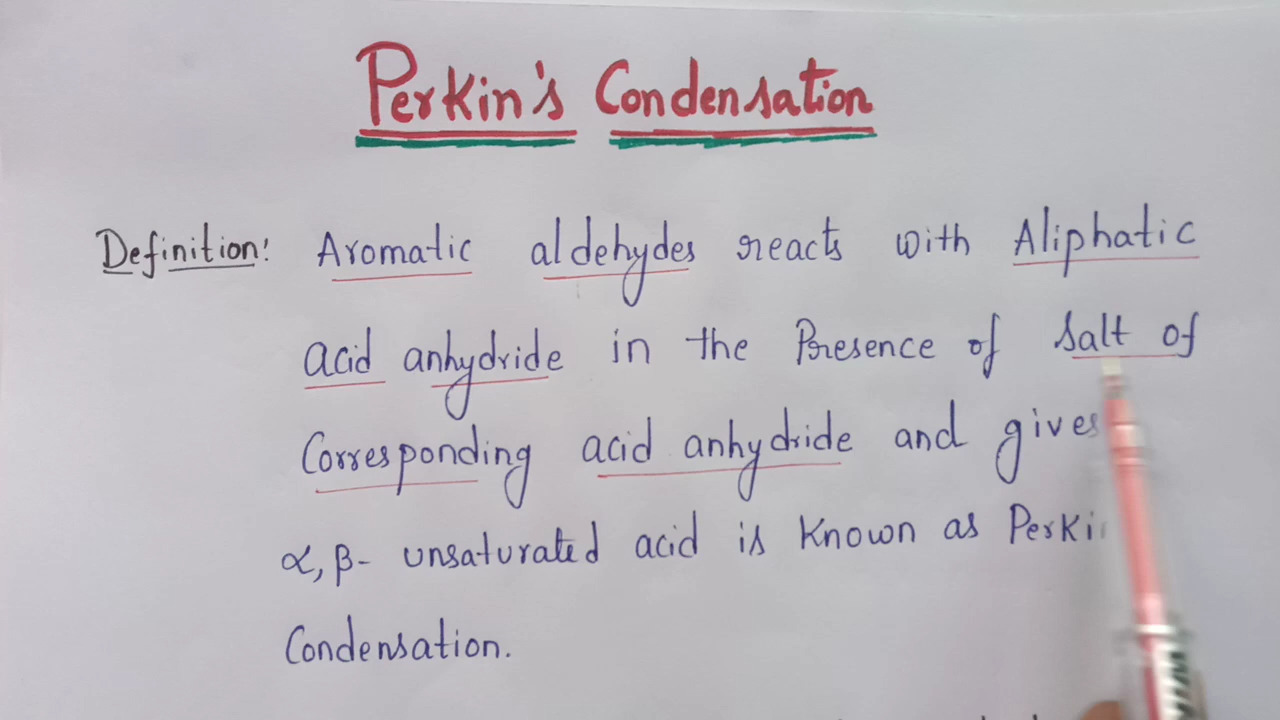 Perkin's Condensation
Definition: Aromatic aldehydes reacts with Aliphatic
acid anhydride in the Presence of salt of
Corresponding acid anhydride and gives
α, β- unsaturated acid is known as
Condensation.